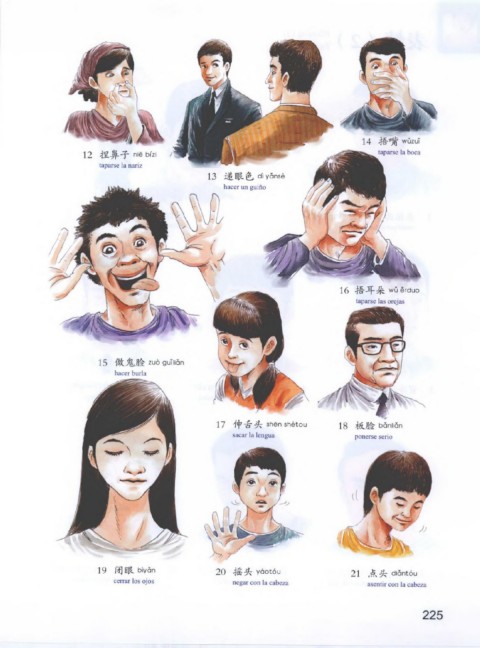 12 捏鼻子 niē bízi
taparse la nariz
13 递眼色 dì yǎnsè
hacer un guiño
14 捂嘴 wǔzuǐ
taparse la boca
15 做鬼脸 zuò guǐliǎn
hacer burla
16 捂耳朵 wǔ ěrduo
taparse las orejas
17 伸舌头 shēn shétou
sacar la lengua
18 板脸 bǎnliǎn
ponerse serio
19 闭眼 bìyǎn
cerrar los ojos
20 摇头 yáotóu
negar con la cabeza
21 点头 diǎntóu
asentir con la cabeza
225